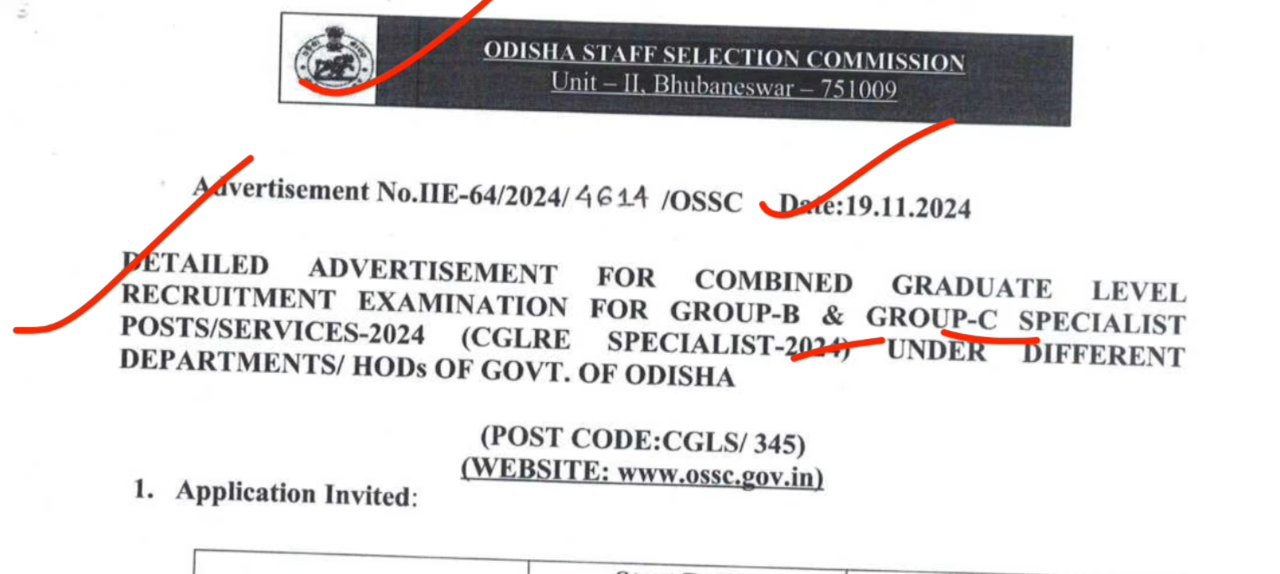 ODISHA STAFF SELECTION COMMISSION
Unit – II, Bhubaneswar – 751009
Advertisement No.IIE-64/2024/ 4614 /OSSC Date:19.11.2024
DETAILED ADVERTISEMENT FOR COMBINED GRADUATE LEVEL
RECRUITMENT EXAMINATION FOR GROUP-B & GROUP-C SPECIALIST
POSTS/SERVICES-2024 (CGLRE SPECIALIST-2024) UNDER DIFFERENT
DEPARTMENTS/ HODs OF GOVT. OF ODISHA
(POST CODE:CGLS/ 345)
(WEBSITE: www.ossc.gov.in)
1. Application Invited: